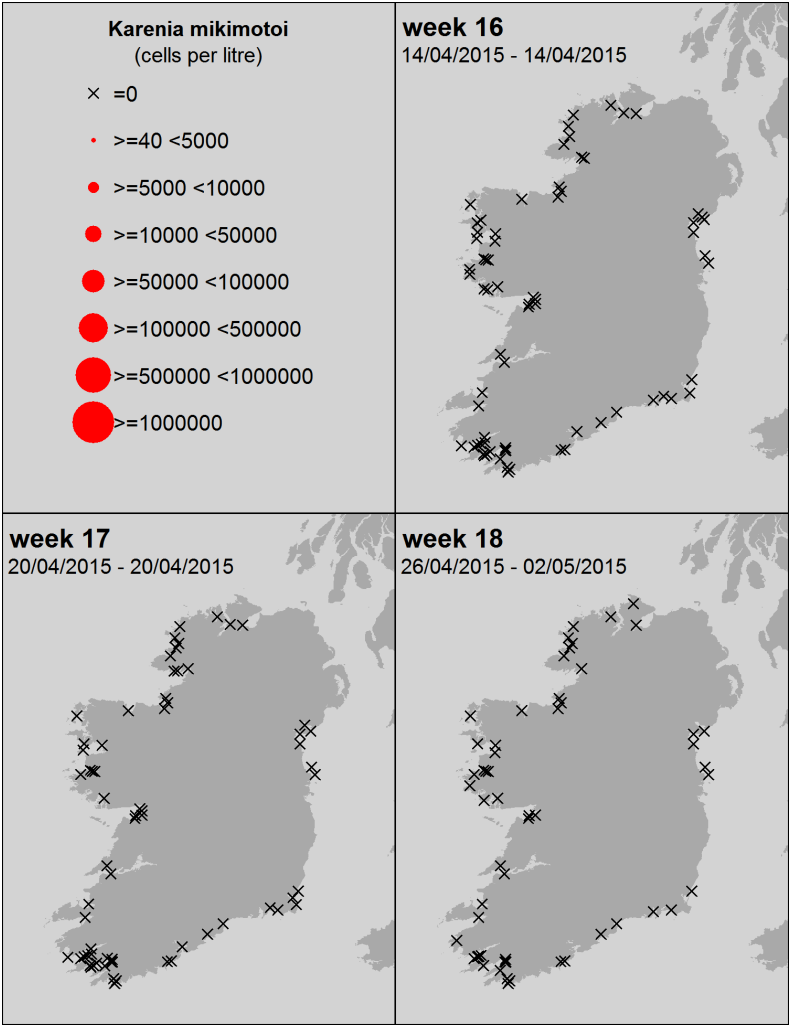 Karenia mikimotoi
(cells per litre)
=0
>=40 <5000
>=5000 <10000
>=10000 <50000
>=50000 <100000
>=100000 <500000
>=500000 <1000000
>=1000000
week 16
14/04/2015 - 14/04/2015
week 17
20/04/2015 - 20/04/2015
week 18
26/04/2015 - 02/05/2015